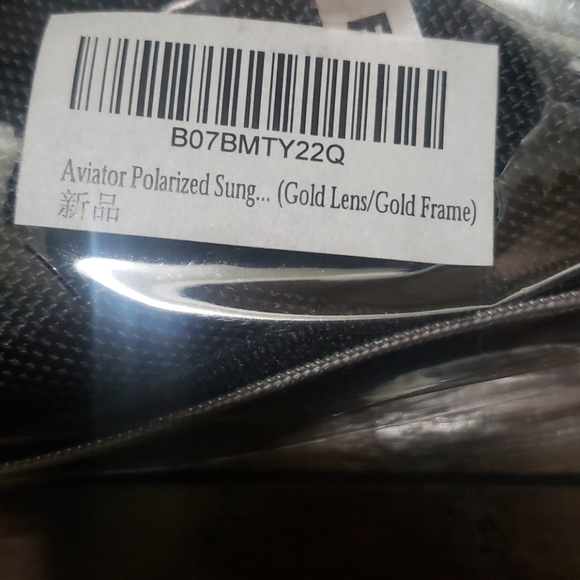 B07BMTY22Q
Aviator Polarized Sung... (Gold Lens/Gold Frame)
新品